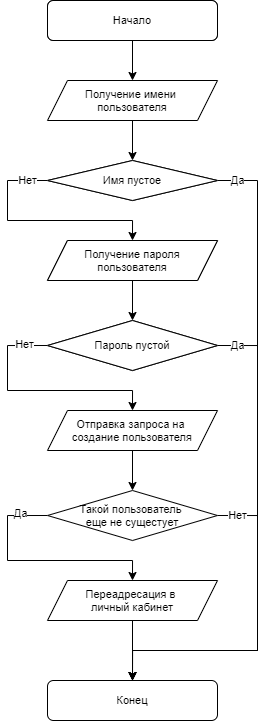 Начало
Получение имени
пользователя
Нет
Имя пустое
Да
Получение пароля
пользователя
Нет
Пароль пустой
Да
Отправка запроса на
создание пользователя
Да
Такой пользователь
еще не сущестует
Нет
Переадресация в
личный кабинет
Конец